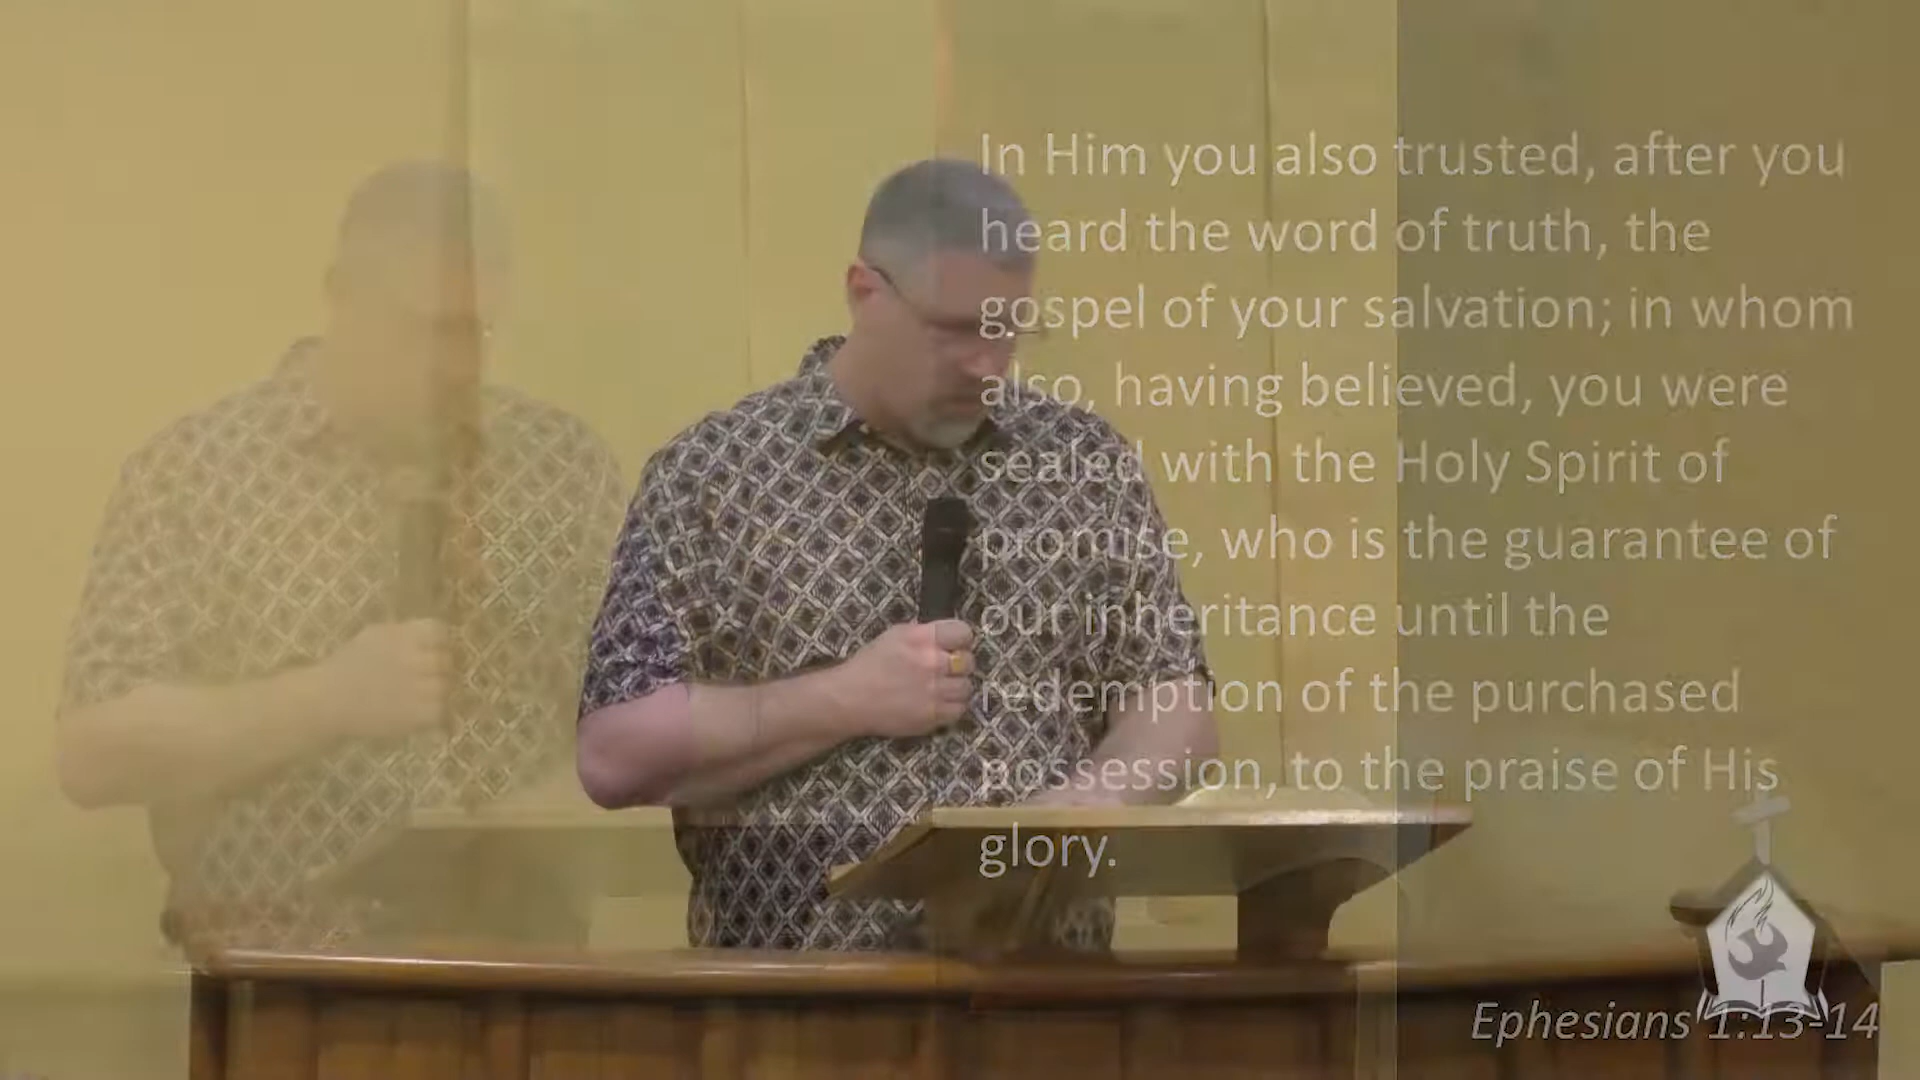 In Him you also trusted, after you
heard the word of truth, the
gospel of your salvation; in whom
also, having believed, you were
sealed with the Holy Spirit of
promise, who is the guarantee of
our inheritance until the
redemption of the purchased
possession, to the praise of His
glory.
Ephesians 1:13-14